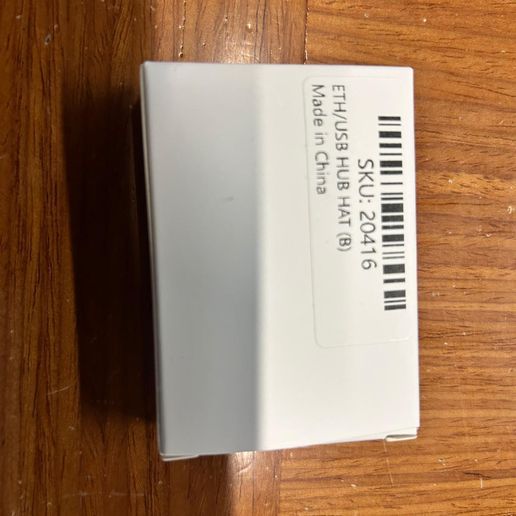 SKU: 20416
ETH/USB HUB HAT (B)
Made in China